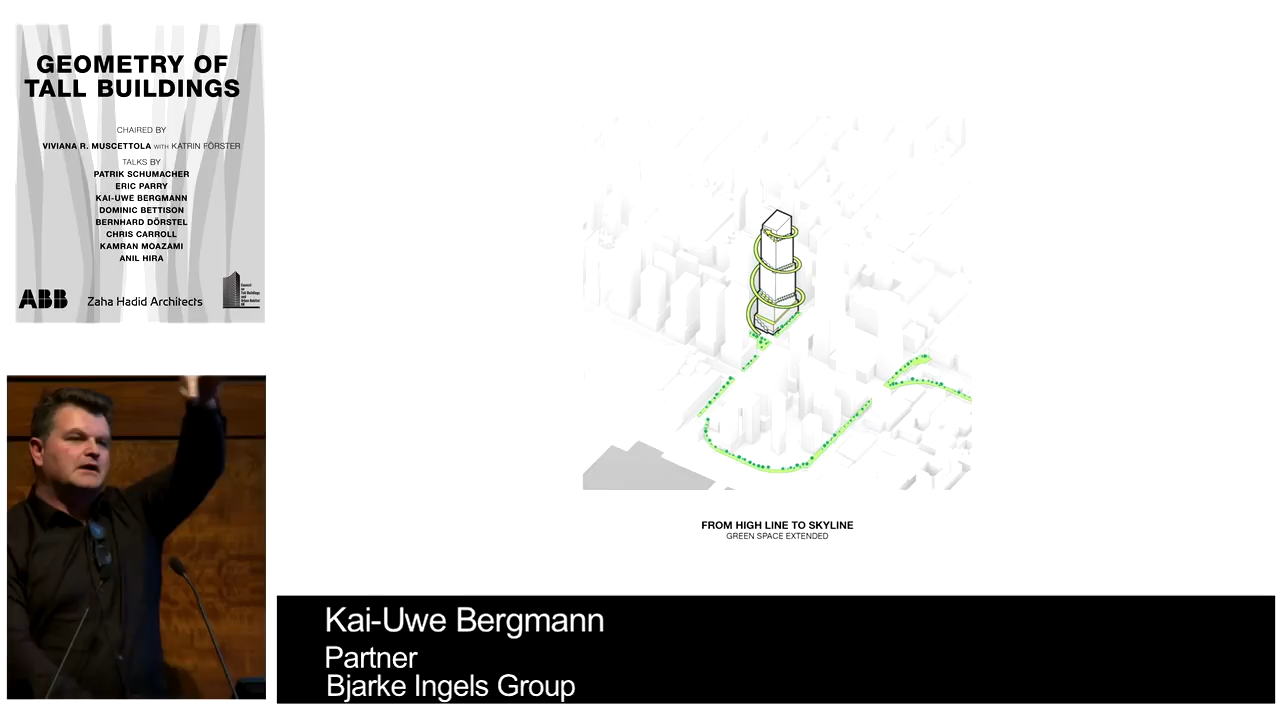 GEOMETRY OF
TALL BUILDINGS
CHAIRED BY
VIVIANA R. MUSCETTOLA WITH KATRIN FÖRSTER
TALKS BY
PATRIK SCHUMACHER
ERIC PARRY
KAI-UWE BERGMANN
DOMINIC BETTISON
BERNHARD DÖRSTEL
CHRIS CARROLL
KAMRAN MOAZAMI
ANIL HIRA
ABB
Zaha Hadid Architects
FROM HIGH LINE TO SKYLINE
GREEN SPACE EXTENDED
Kai-Uwe Bergmann
Partner
Bjarke Ingels Group